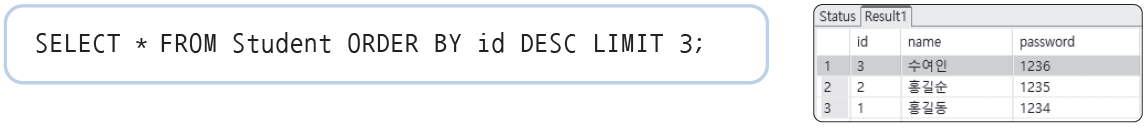 SELECT * FROM Student ORDER BY id DESC LIMIT 3;
Status Result1
id name password
1 3 수여인 1236
2 2 홍길순 1235
3 1 홍길동 1234